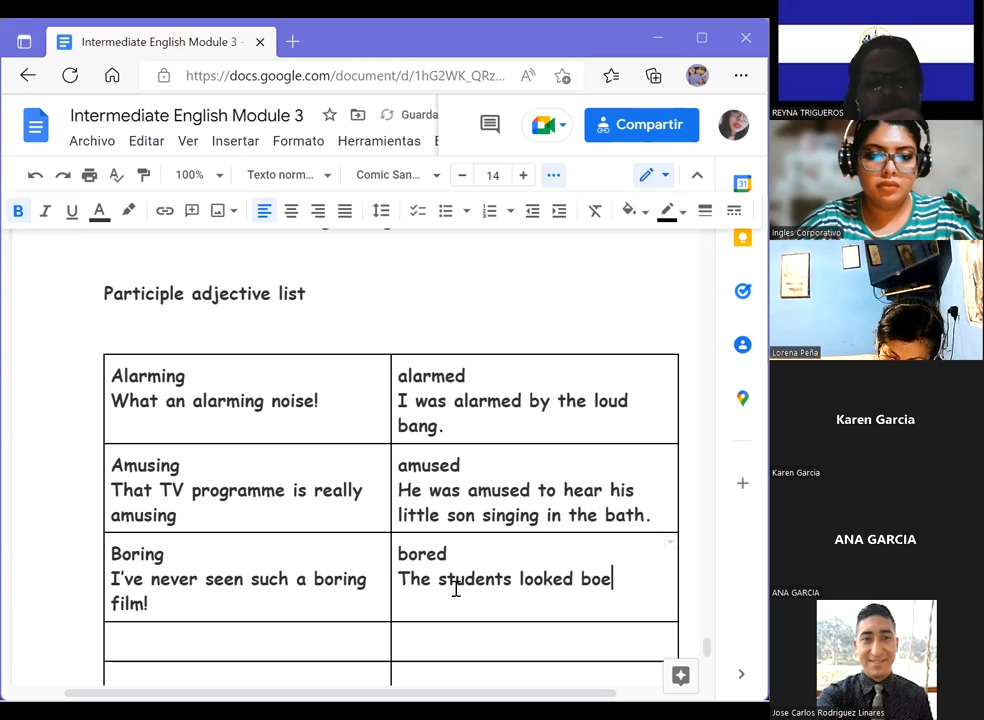 Intermediate English Module 3 -
https://docs.google.com/document/d/1hG2WK_QRz...
Intermediate English Module 3
Guarda
Archivo Editar Ver Insertar Formato Herramientas E
Compartir
100% Texto norm... Comic San... 14
B I U A
31
Participle adjective list
Alarming
What an alarming noise!
alarmed
I was alarmed by the loud
bang.
Amusing
That TV programme is really
amusing
amused
He was amused to hear his
little son singing in the bath.
Boring
I've never seen such a boring
film!
bored
The students looked boe
REYNA TRIGUEROS
Ingles Corporativo
Lorena Peña
Karen Garcia
Karen Garcia
ANA GARCIA
ANA GARCIA
Jose Carlos Rodriguez Linares